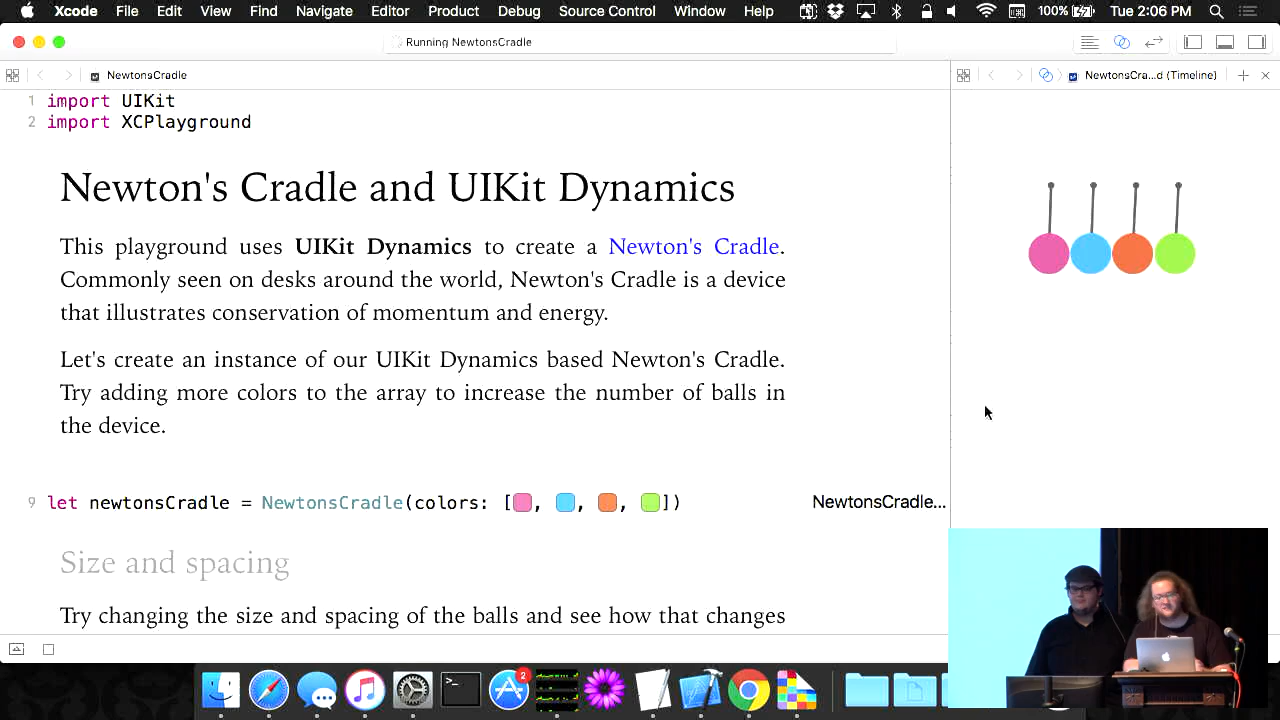 Xcode File Edit View Find Navigate Editor Product Debug Source Control Window Help 100% Tue 2:06 PM
Running NewtonsCradle
NewtonsCradle
NewtonsCra...d (Timeline)
1 import UIKit
2 import XCPlayground
Newton's Cradle and UIKit Dynamics
This playground uses UIKit Dynamics to create a Newton's Cradle.
Commonly seen on desks around the world, Newton's Cradle is a device
that illustrates conservation of momentum and energy.
Let's create an instance of our UIKit Dynamics based Newton's Cradle.
Try adding more colors to the array to increase the number of balls in
the device.
9 let newtonsCradle = NewtonsCradle(colors: [ , , , ])
NewtonsCradle...
Size and spacing
Try changing the size and spacing of the balls and see how that changes
2